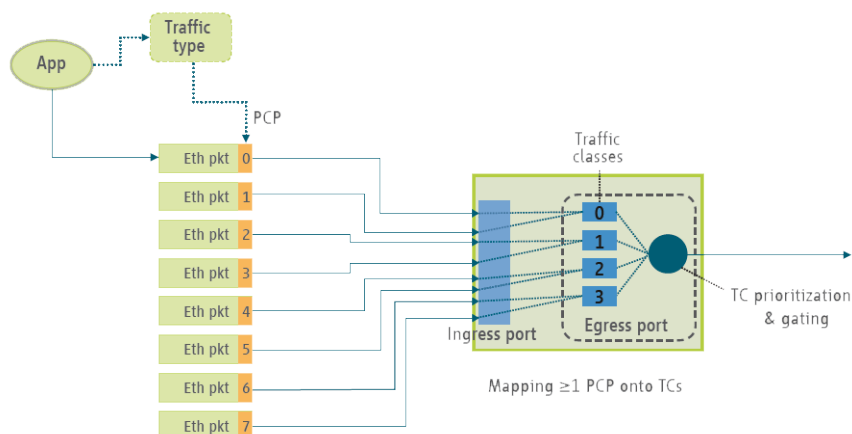 Traffic
type
App
PCP
Eth pkt 0
Eth pkt 1
Eth pkt 2
Eth pkt 3
Eth pkt 4
Eth pkt 5
Eth pkt 6
Eth pkt 7
Traffic
classes
0
1
2
3
Ingress port
Egress port
TC prioritization
& gating
Mapping ≥1 PCP onto TCs